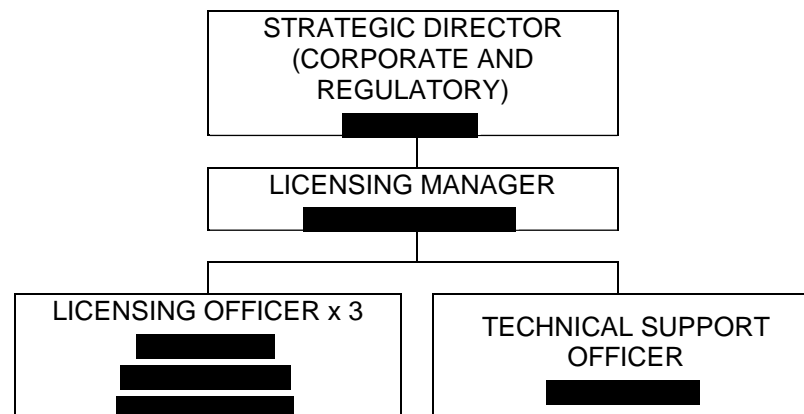 STRATEGIC DIRECTOR
(CORPORATE AND
REGULATORY)
LICENSING MANAGER
LICENSING OFFICER x 3
TECHNICAL SUPPORT
OFFICER